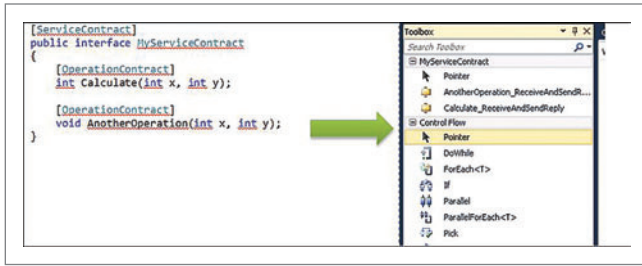 [ServiceContract]
public interface MyServiceContract
{
[OperationContract]
int Calculate(int x, int y);
[OperationContract]
void AnotherOperation(int x, int y);
}
Toolbox
Search Toolbox
MyServiceContract
Pointer
AnotherOperation_ReceiveAndSendR...
Calculate_ReceiveAndSendReply
Control Flow
Pointer
DoWhile
ForEach<T>
If
Parallel
ParallelForEach<T>
Pick